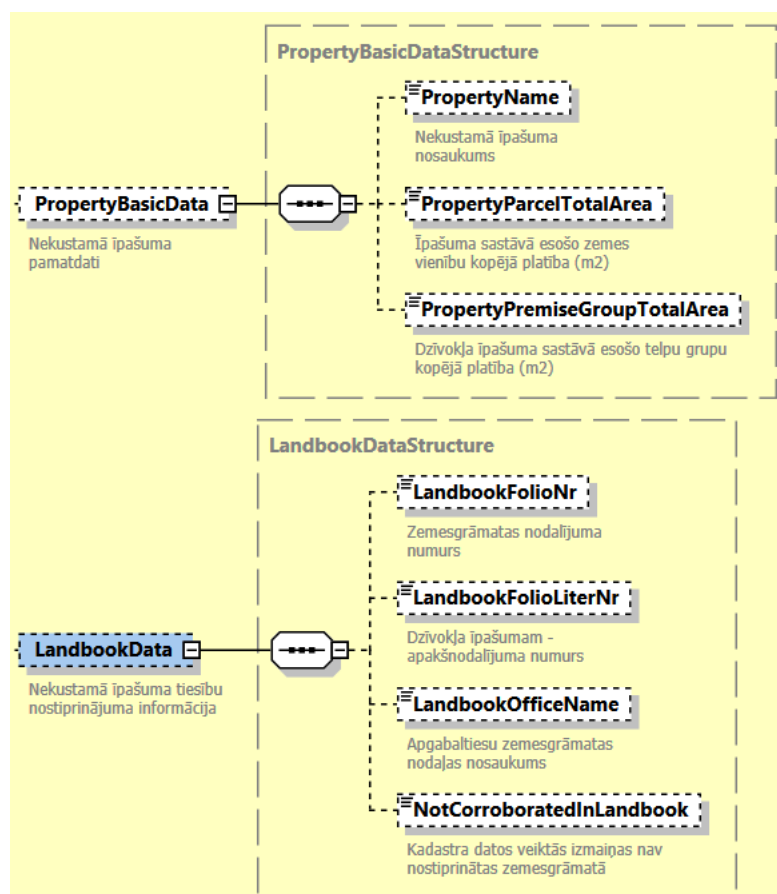 PropertyBasicDataStructure
PropertyName
Nekustamā īpašuma
nosaukums
PropertyBasicData
Nekustamā īpašuma
pamatdati
PropertyParcelTotalArea
Īpašuma sastāvā esošo zemes
vienību kopējā platība (m2)
PropertyPremiseGroupTotalArea
Dzīvokļa īpašuma sastāvā esošo telpu grupu
kopējā platība (m2)
LandbookDataStructure
LandbookFolioNr
Zemesgrāmatas nodalījuma
numurs
LandbookFolioLiterNr
Dzīvokļa īpašumam -
apakšnodalījuma numurs
LandbookData
Nekustamā īpašuma tiesību
nostiprinājuma informācija
LandbookOfficeName
Apgabaltiesu zemesgrāmatas
nodaļas nosaukums
NotCorroboratedInLandbook
Kadastra datos veiktās izmaiņas nav
nostiprinātas zemesgrāmatā